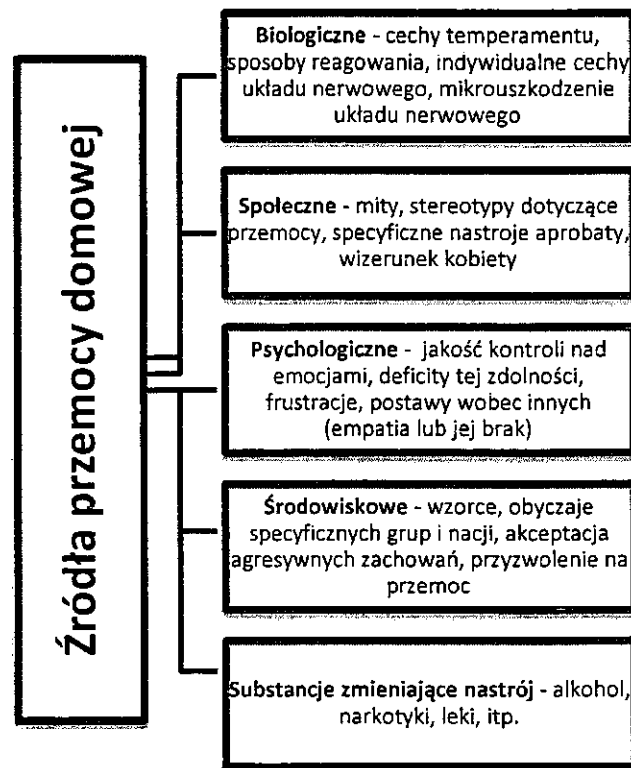 Źródła przemocy domowej
Biologiczne - cechy temperamentu,
sposoby reagowania, indywidualne cechy
układu nerwowego, mikrouszkodzenie
układu nerwowego
Społeczne - mity, stereotypy dotyczące
przemocy, specyficzne nastroje aprobaty,
wizerunek kobiety
Psychologiczne - jakość kontroli nad
emocjami, deficity tej zdolności,
frustracje, postawy wobec innych
(empatia lub jej brak)
Środowiskowe - wzorce, obyczaje
specyficznych grup i nacji, akceptacja
agresywnych zachowań, przyzwolenie na
przemoc
Substancje zmieniające nastrój - alkohol,
narkotyki, leki, itp.